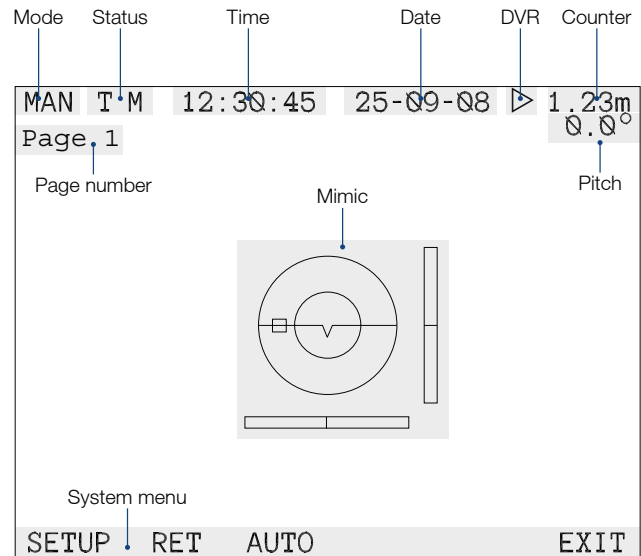 Mode Status Time Date DVR Counter
MAN T M 12:30:45 25-09-08 1.23m
Page 1 0.0°
Page number Pitch
Mimic
System menu
SETUP RET AUTO EXIT